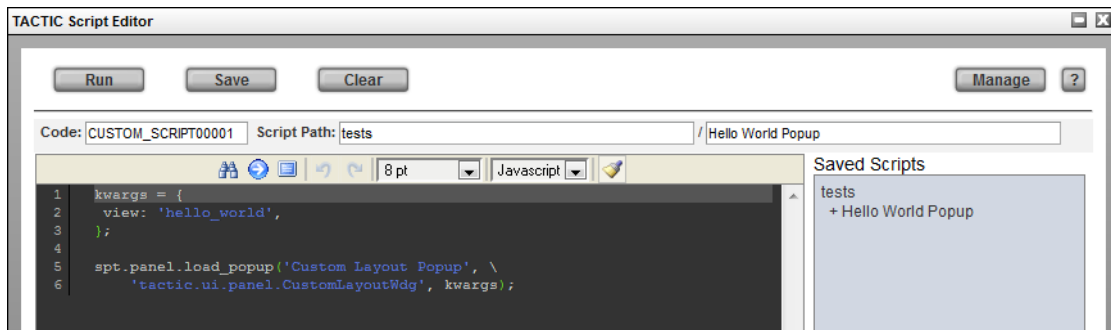 TACTIC Script Editor
Run Save Clear Manage ?
Code: CUSTOM_SCRIPT00001 Script Path: tests / Hello World Popup
8 pt Javascript
Saved Scripts
1 kwargs = {
2 view: 'hello_world',
3 };
4
5 spt.panel.load_popup('Custom Layout Popup', \
6 'tactic.ui.panel.CustomLayoutWdg', kwargs);
tests
+ Hello World Popup